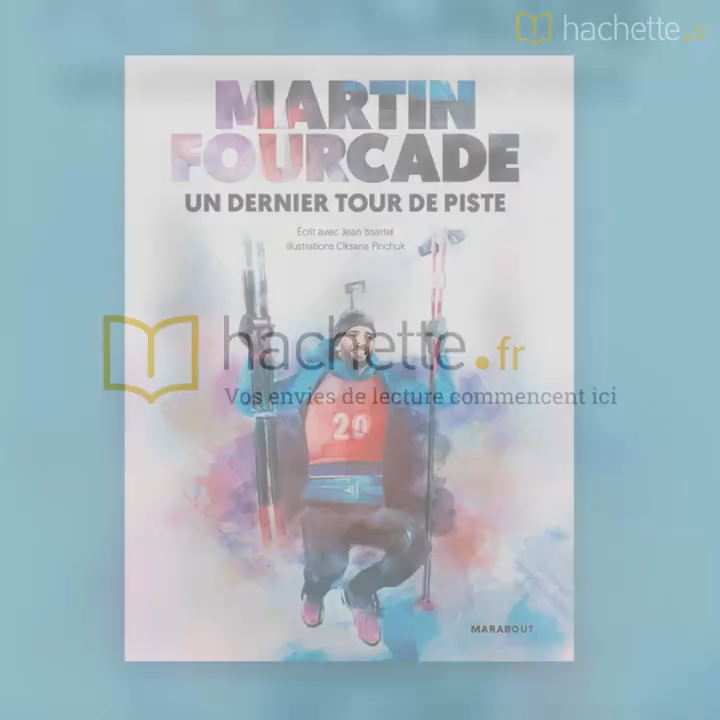 hachette.fr
MARTIN
FOURCADE
UN DERNIER TOUR DE PISTE
Écrit avec Jean Issartel
Illustrations Oksana Pinchuk
hachette.fr
Vos envies de lecture commencent ici
29
MARABOUT